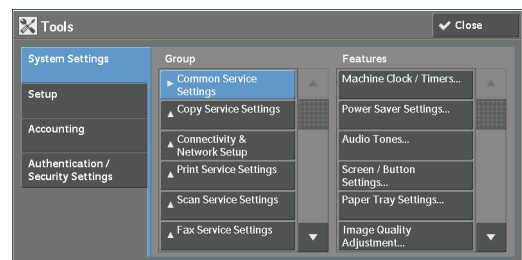 Tools
Close
System Settings
Setup
Accounting
Authentication /
Security Settings
Group
Common Service
Settings
Copy Service Settings
Connectivity &
Network Setup
Print Service Settings
Scan Service Settings
Fax Service Settings
Features
Machine Clock / Timers...
Power Saver Settings...
Audio Tones...
Screen / Button
Settings...
Paper Tray Settings...
Image Quality
Adjustment...